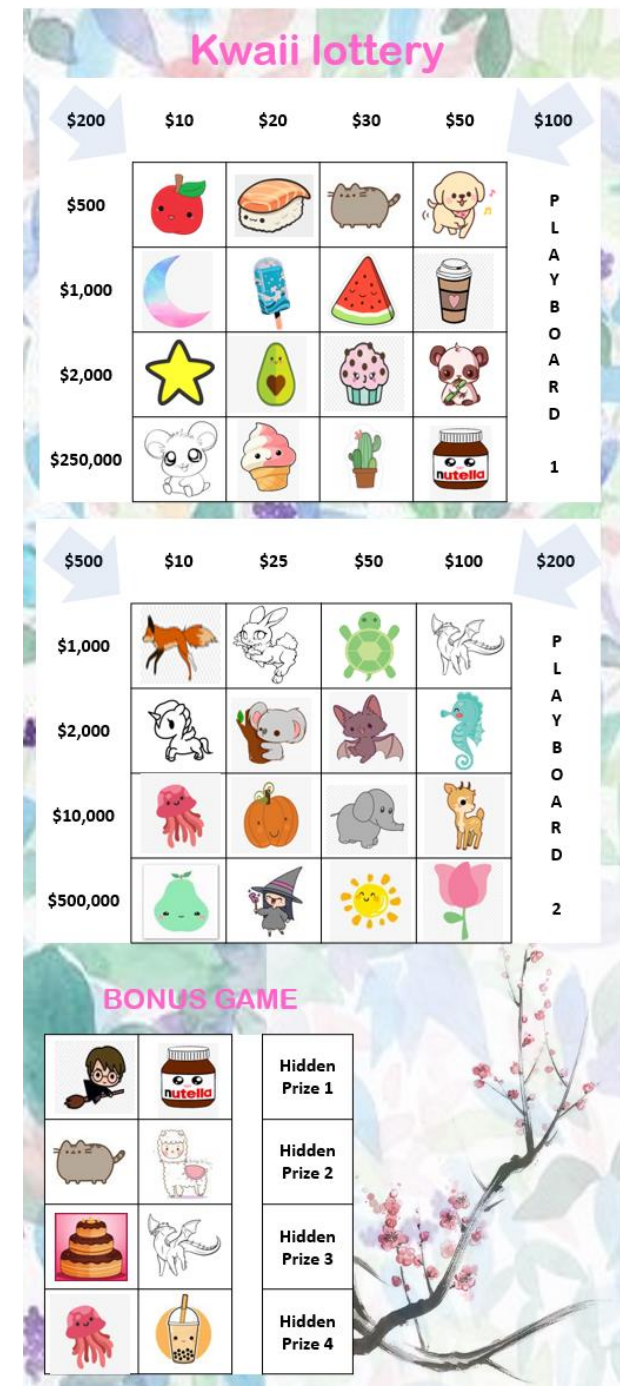 Kwaii lottery
$200 $10 $20 $30 $50 $100
$500
$1,000
$2,000
$250,000
nutella
P
L
A
Y
B
O
A
R
D
1
$500 $10 $25 $50 $100 $200
$1,000
$2,000
$10,000
$500,000
P
L
A
Y
B
O
A
R
D
2
BONUS GAME
nutella
Hidden
Prize 1
Hidden
Prize 2
Hidden
Prize 3
Hidden
Prize 4